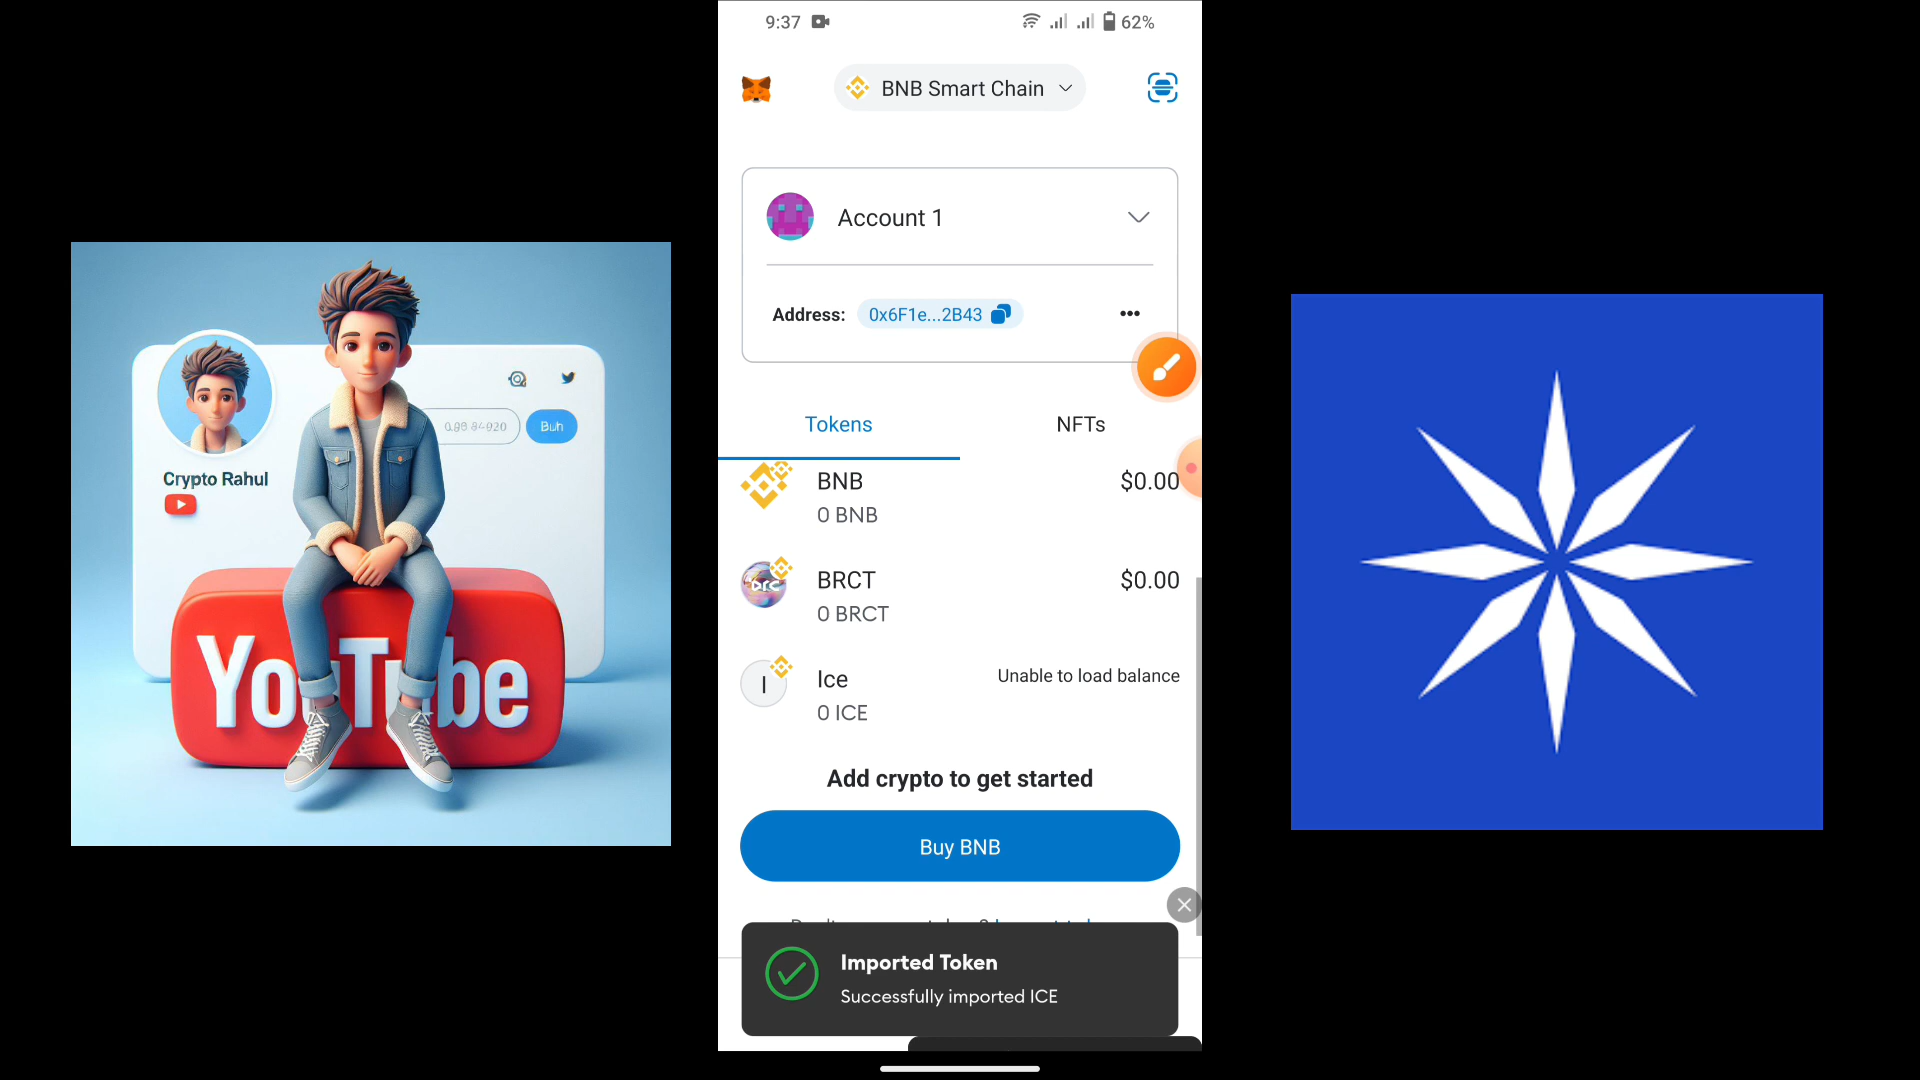 9:37
62%
BNB Smart Chain
Account 1
Address: 0x6F1e...2B43
Tokens
NFTs
BNB
$0.00
0 BNB
BRCT
$0.00
0 BRCT
I
Ice
Unable to load balance
0 ICE
Add crypto to get started
Buy BNB
Imported Token
Successfully imported ICE
Crypto Rahul
YouTube